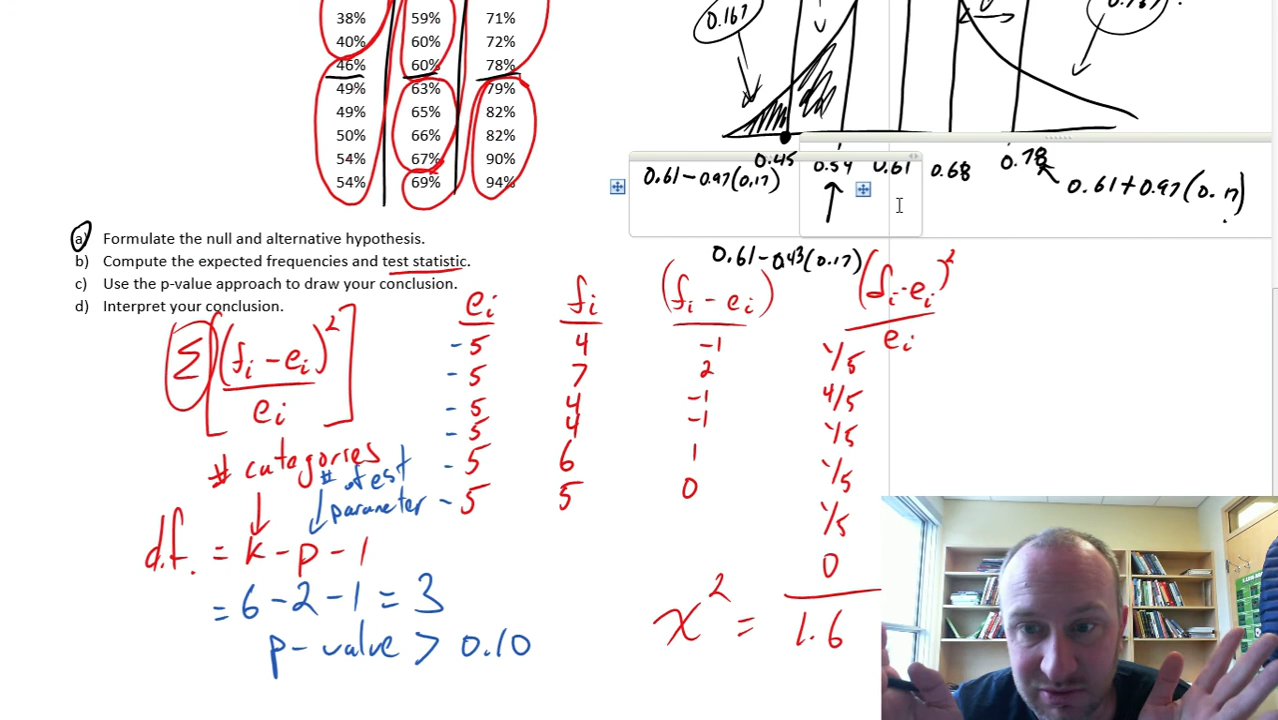 38% 59% 71%
40% 60% 72%
46% 60% 78%
49% 63% 79%
49% 65% 82%
50% 66% 82%
54% 67% 90%
54% 69% 94%
0.167
0.45 0.54 0.61 0.68 0.78
0.61-0.97(0.17)
0.61+0.97(0.17)
0.61-0.43(0.17)
a) Formulate the null and alternative hypothesis.
b) Compute the expected frequencies and test statistic.
c) Use the p-value approach to draw your conclusion.
d) Interpret your conclusion.
Σ[(fi-ei)²/ei]
ei fi (fi-ei) (fi-ei)²/ei
-5 4 -1 1/5
-5 7 2 4/5
-5 4 -1 1/5
-5 4 -1 1/5
-5 6 1 1/5
-5 5 0 0
# categories
# test
parameter
d.f. = k-p-1
= 6-2-1 = 3
p-value > 0.10
x² = 1.6